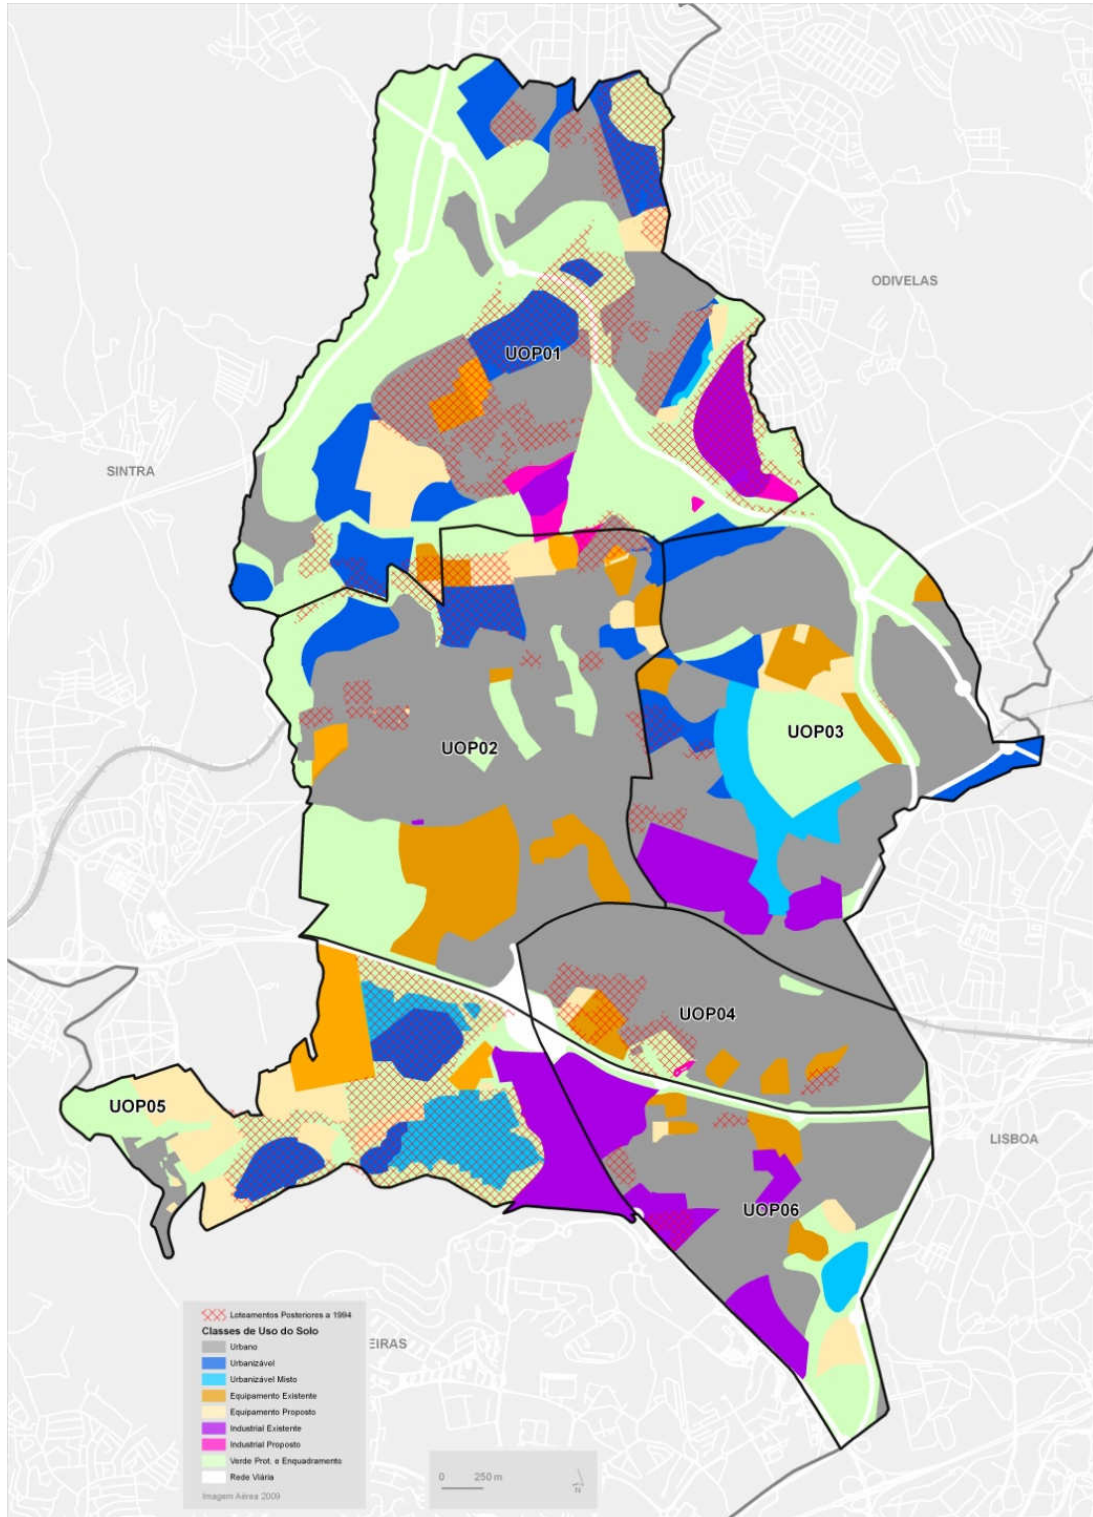 ODIVELAS
UOP01
SINTRA
UOP03
UOP02
UOP04
UOP05
LISBOA
UOP06
EIRAS
Loteamentos Posteriores a 1994
Classes de Uso do Solo
Urbano
Urbanizável
Urbanizável Misto
Equipamento Existente
Equipamento Proposto
Industrial Existente
Industrial Proposto
Verde Prot. e Enquadramento
Rede Viária
Imagem Aérea 2009
0 250 m
N